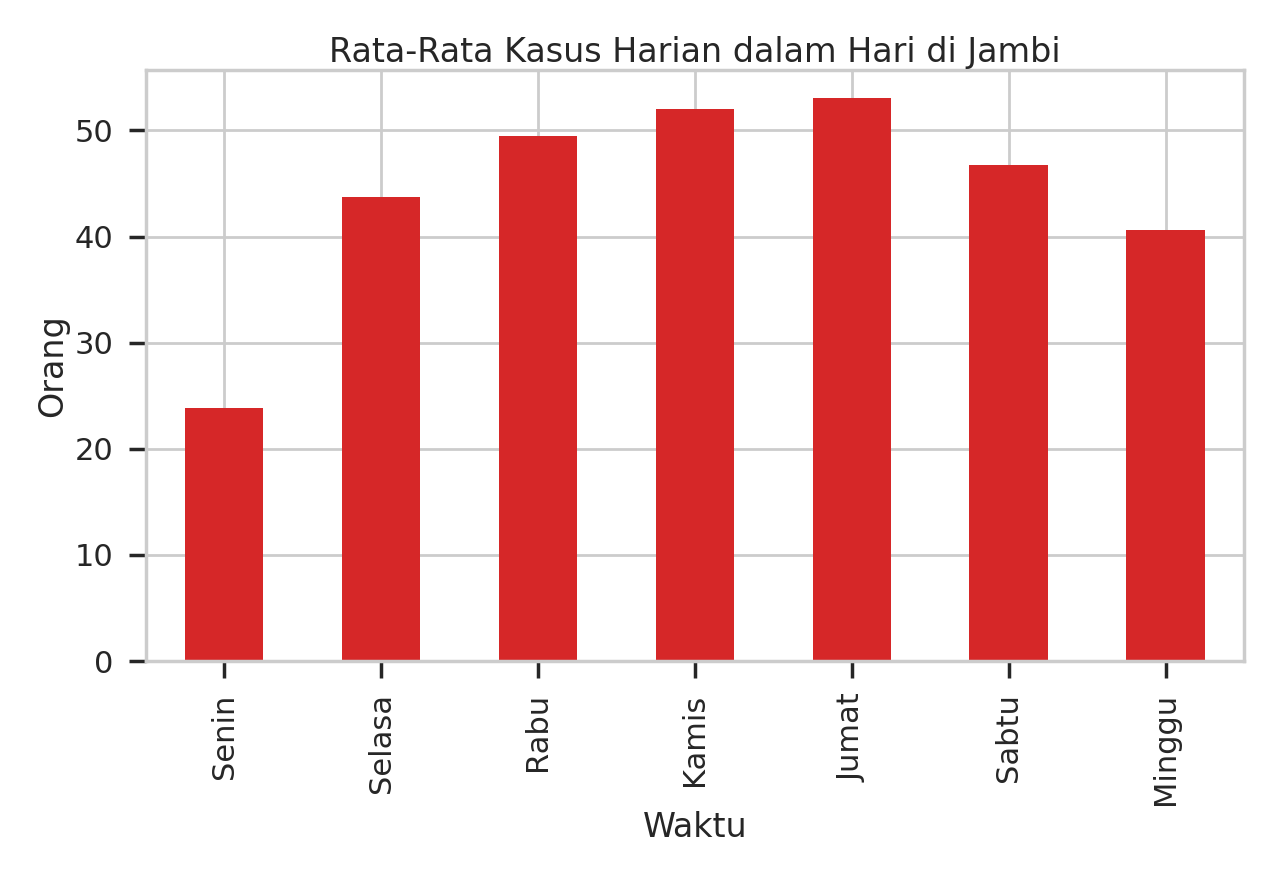 Rata-Rata Kasus Harian dalam Hari di Jambi
Orang
50
40
30
20
10
0
Senin
Selasa
Rabu
Kamis
Jumat
Sabtu
Minggu
Waktu